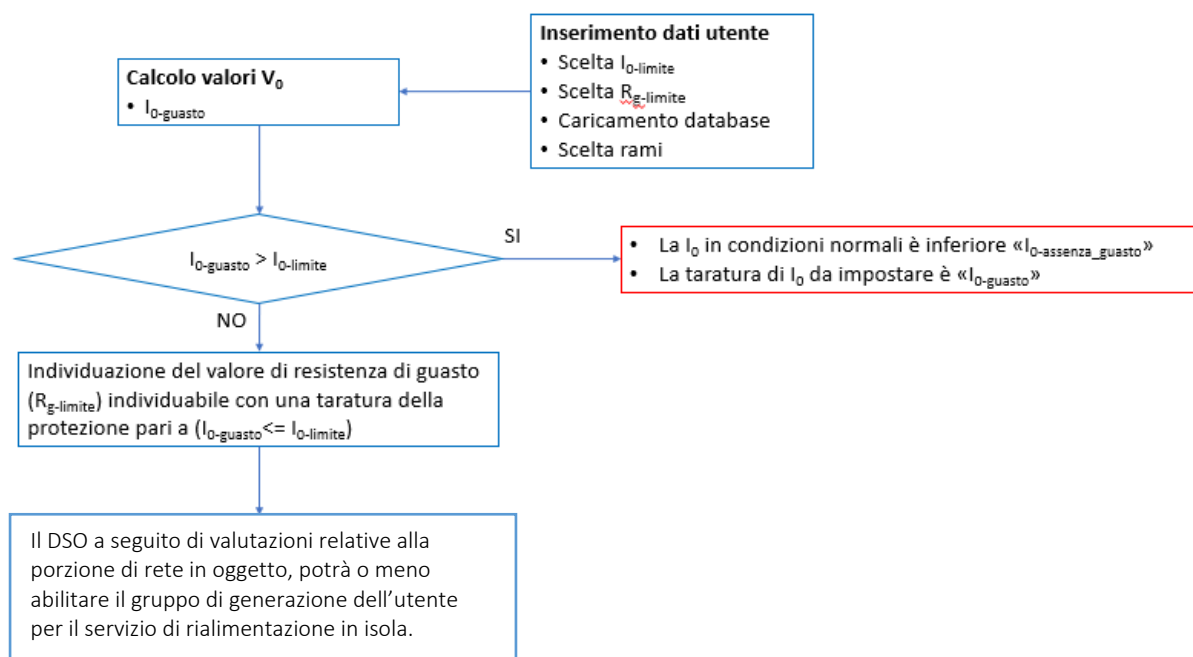 Inserimento dati utente
• Scelta I0-limite
• Scelta Rg-limite
• Caricamento database
• Scelta rami
Calcolo valori V0
• I0-guasto
I0-guasto > I0-limite
SI
• La I0 in condizioni normali è inferiore «I0-assenza_guasto»
• La taratura di I0 da impostare è «I0-guasto»
NO
Individuazione del valore di resistenza di guasto
(Rg-limite) individuabile con una taratura della
protezione pari a (I0-guasto<= I0-limite)
Il DSO a seguito di valutazioni relative alla
porzione di rete in oggetto, potrà o meno
abilitare il gruppo di generazione dell’utente
per il servizio di rialimentazione in isola.